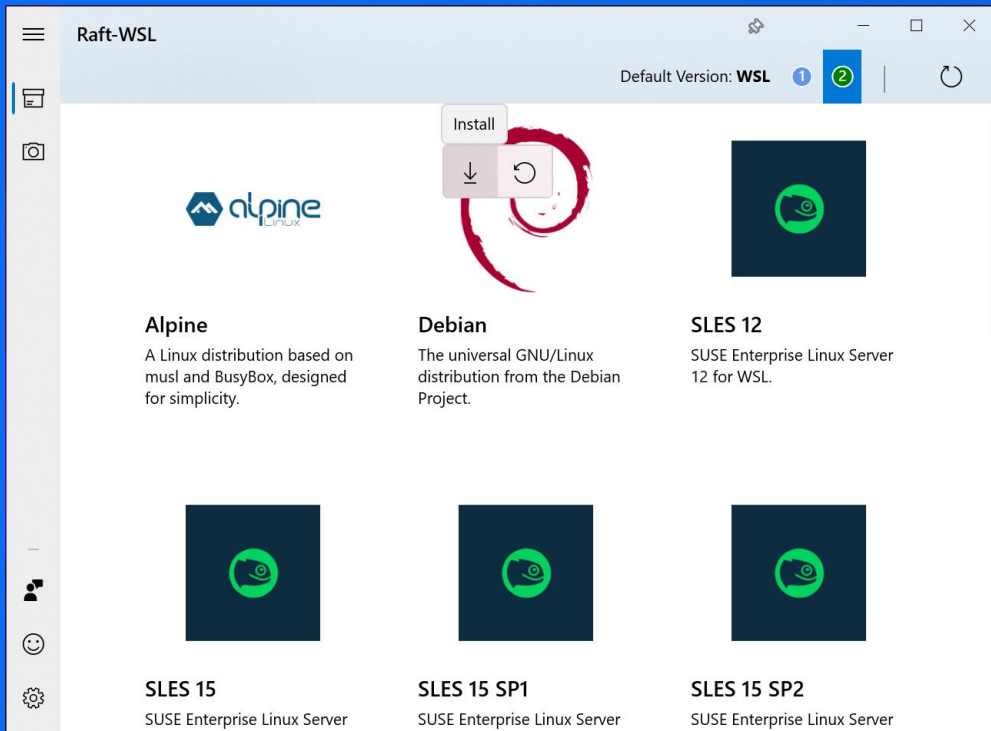 Raft-WSL
Default Version: WSL 1 2
Install
alpine
Linux
Alpine
A Linux distribution based on
musl and BusyBox, designed
for simplicity.
Debian
The universal GNU/Linux
distribution from the Debian
Project.
SLES 12
SUSE Enterprise Linux Server
12 for WSL.
SLES 15
SUSE Enterprise Linux Server
SLES 15 SP1
SUSE Enterprise Linux Server
SLES 15 SP2
SUSE Enterprise Linux Server